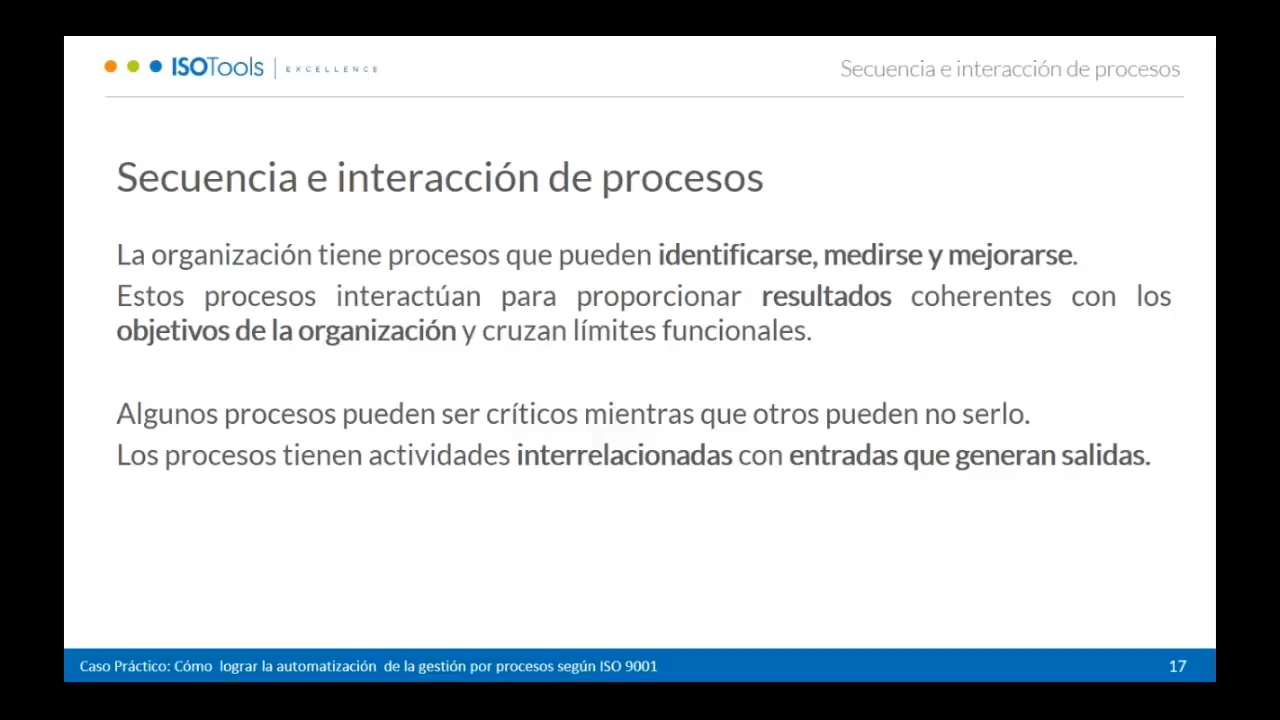 ISOTools | EXCELLENCE
Secuencia e interacción de procesos
Secuencia e interacción de procesos
La organización tiene procesos que pueden identificarse, medirse y mejorarse.
Estos procesos interactúan para proporcionar resultados coherentes con los
objetivos de la organización y cruzan límites funcionales.
Algunos procesos pueden ser críticos mientras que otros pueden no serlo.
Los procesos tienen actividades interrelacionadas con entradas que generan salidas.
Caso Práctico: Cómo lograr la automatización de la gestión por procesos según ISO 9001
17